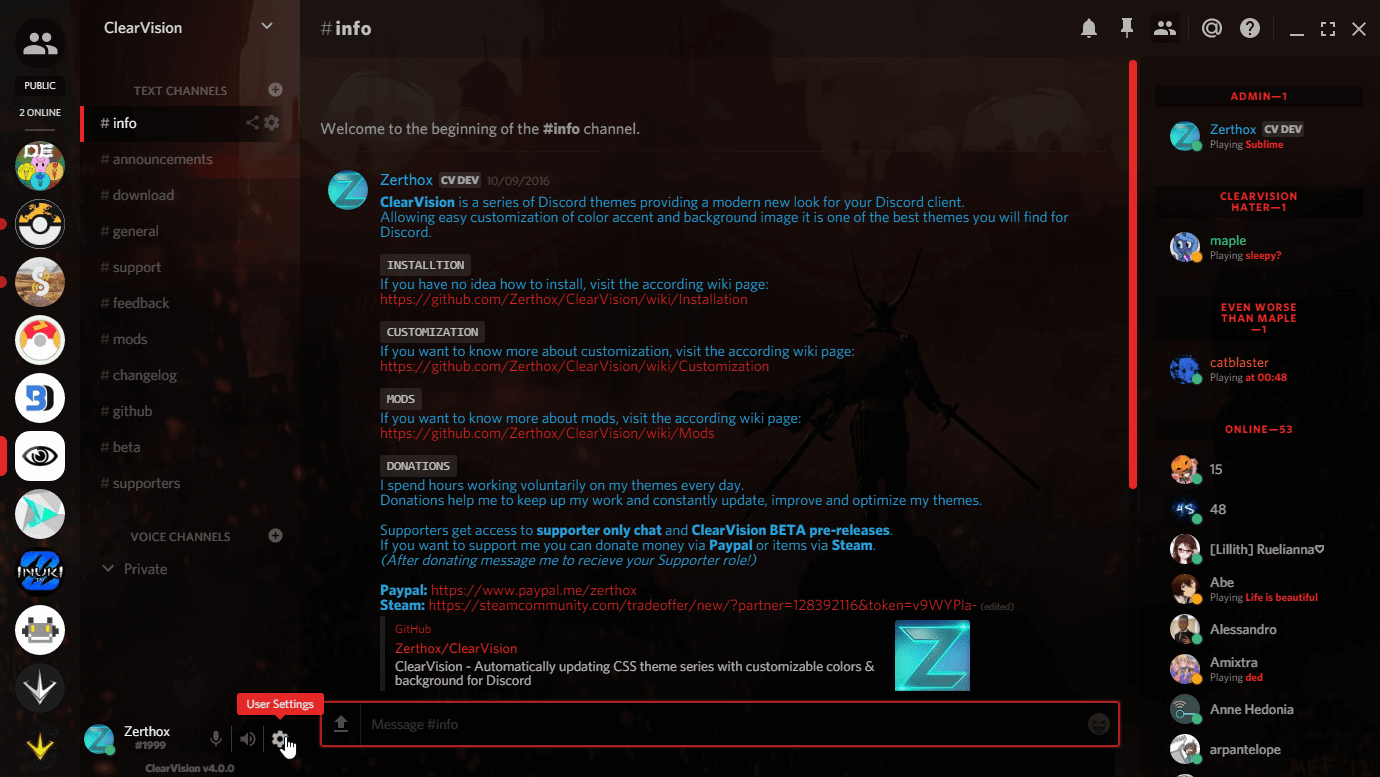 PUBLIC
2 ONLINE
DE
S
3
INUKI
ClearVision
TEXT CHANNELS
# info
# announcements
# download
# general
# support
# feedback
# mods
# changelog
# github
# beta
# supporters
VOICE CHANNELS
Private
User Settings
Zerthox
#1999
ClearVision v4.0.0
#info
Welcome to the beginning of the #info channel.
Zerthox CV DEV 10/09/2016
ClearVision is a series of Discord themes providing a modern new look for your Discord client.
Allowing easy customization of color accent and background image it is one of the best themes you will find for
Discord.
INSTALLTION
If you have no idea how to install, visit the according wiki page:
https://github.com/Zerthox/ClearVision/wiki/Installation
CUSTOMIZATION
If you want to know more about customization, visit the according wiki page:
https://github.com/Zerthox/ClearVision/wiki/Customization
MODS
If you want to know more about mods, visit the according wiki page:
https://github.com/Zerthox/ClearVision/wiki/Mods
DONATIONS
I spend hours working voluntarily on my themes every day.
Donations help me to keep up my work and constantly update, improve and optimize my themes.
Supporters get access to supporter only chat and ClearVision BETA pre-releases.
If you want to support me you can donate money via Paypal or items via Steam.
(After donating message me to recieve your Supporter role!)
Paypal: https://www.paypal.me/zerthox
Steam: https://steamcommunity.com/tradeoffer/new/?partner=128392116&token=v9WYPla- (edited)
GitHub
Zerthox/ClearVision
ClearVision - Automatically updating CSS theme series with customizable colors &
background for Discord
Message #info
ADMIN—1
Zerthox CV DEV
Playing Sublime
CLEARVISION
HATER—1
maple
Playing sleepy?
EVEN WORSE
THAN MAPLE
—1
catblaster
Playing at 00:48
ONLINE—53
15
48
[Lillith] Ruelianna♡
Abe
Playing Life is beautiful
Alessandro
Amixtra
Playing ded
Anne Hedonia
arpantelope